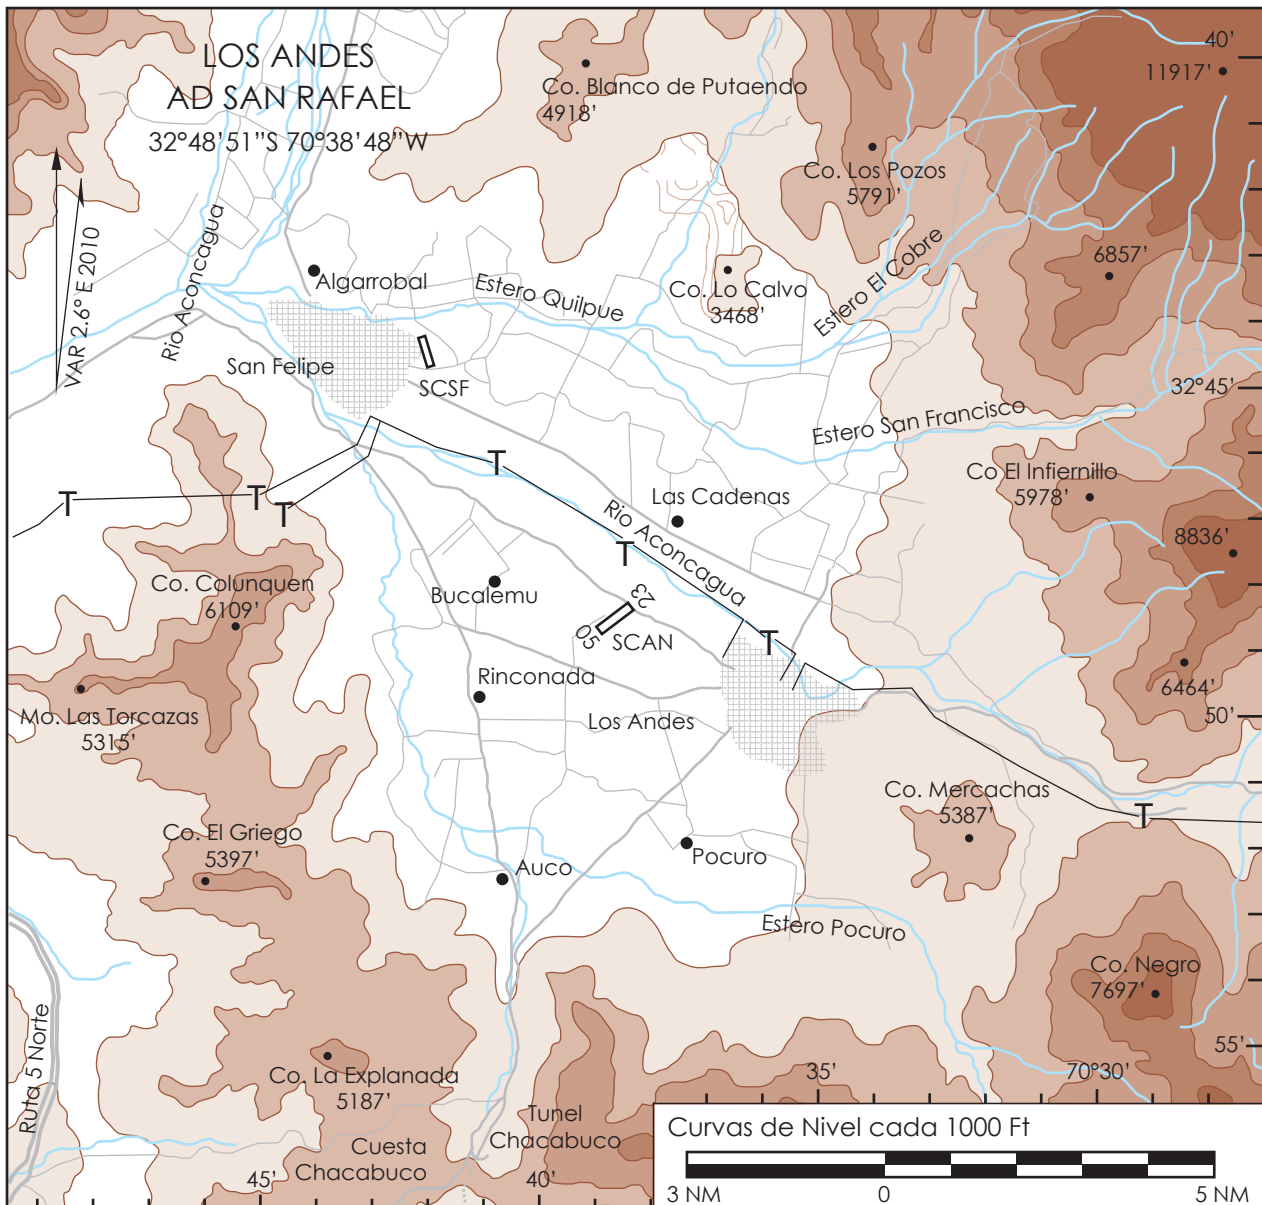 LOS ANDES
AD SAN RAFAEL
32°48'51''S 70°38'48''W
40'
11917'
Co. Blanco de Putaendo
4918'
Co. Los Pozos
5791'
VAR 2.6° E 2010
Rio Aconcagua
Algarrobal
Estero Quilpue
Co. Lo Calvo
3468'
Estero El Cobre
6857'
San Felipe
SCSF
32°45'
Estero San Francisco
T
T
T
T
T
T
T
Las Cadenas
Rio Aconcagua
Co El Infiernillo
5978'
8836'
Co. Colunquen
6109'
Bucalemu
23
05
SCAN
Rinconada
Los Andes
6464'
50'
Mo. Las Torcazas
5315'
Co. Mercachas
5387'
Co. El Griego
5397'
Auco
Pocuro
Estero Pocuro
Co. Negro
7697'
Ruta 5 Norte
Co. La Explanada
5187'
55'
35'
70°30'
Tunel
Chacabuco
Cuesta
Chacabuco
45'
40'
Curvas de Nivel cada 1000 Ft
3 NM
0
5 NM